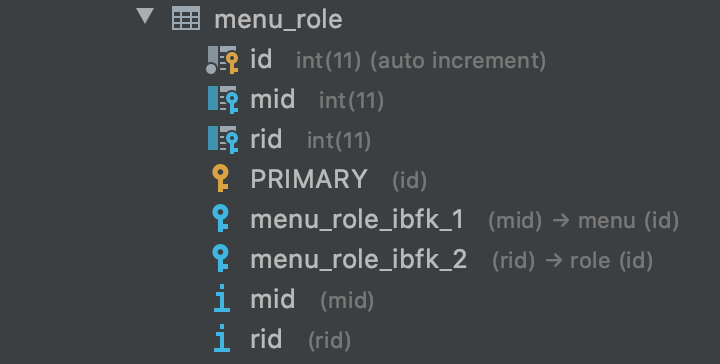 menu_role
id int(11) (auto increment)
mid int(11)
rid int(11)
PRIMARY (id)
menu_role_ibfk_1 (mid) → menu (id)
menu_role_ibfk_2 (rid) → role (id)
mid (mid)
rid (rid)